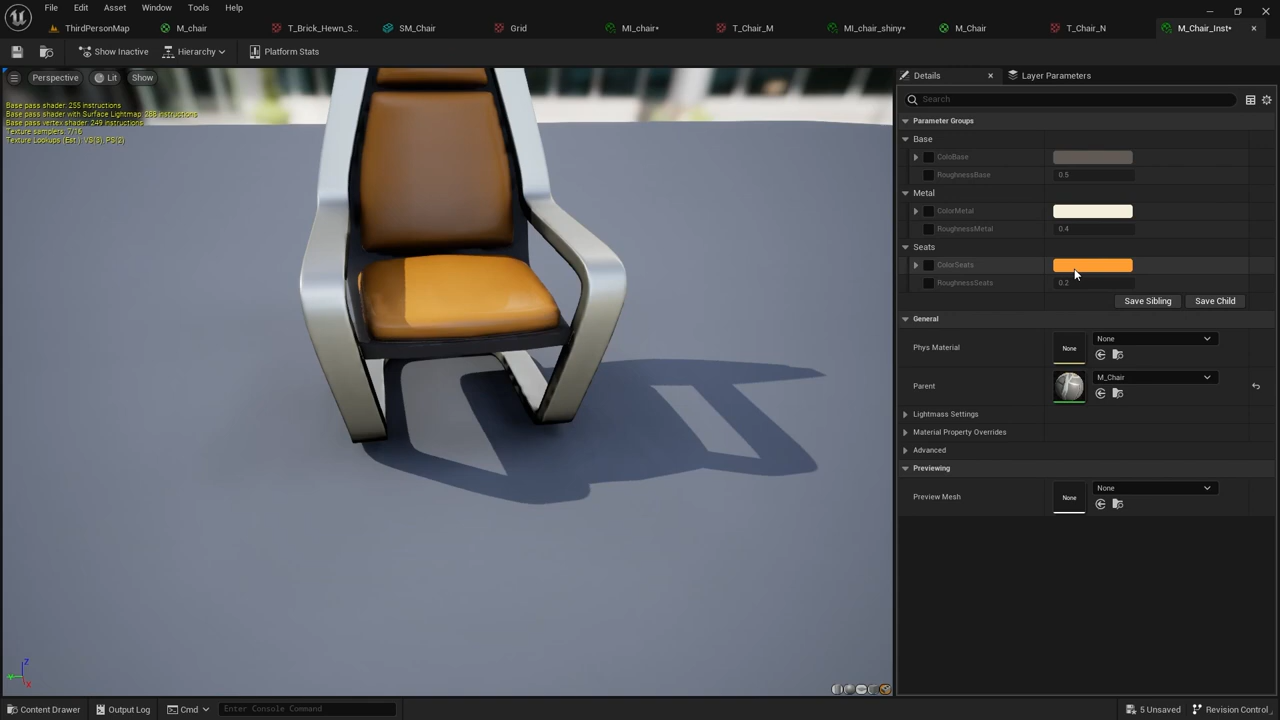 File Edit Asset Window Tools Help
ThirdPersonMap M_chair T_Brick_Hewn_S... SM_Chair Grid MI_chair• T_Chair_M MI_chair_shiny• M_Chair T_Chair_N M_Chair_Inst•
Show Inactive Hierarchy Platform Stats
Perspective Lit Show
Details Layer Parameters
Search
Base pass shader: 255 instructions
Base pass shader with Surface Lightmap: 288 instructions
Base pass vertex shader: 249 instructions
Texture samplers: 7/16
Texture Lookups (Est.): VS(3), PS(2)
Parameter Groups
Base
ColoBase
RoughnessBase 0.5
Metal
ColorMetal
RoughnessMetal 0.4
Seats
ColorSeats
RoughnessSeats 0.2
Save Sibling Save Child
General
Phys Material None None
Parent M_Chair
Lightmass Settings
Material Property Overrides
Advanced
Previewing
Preview Mesh None None
Z
Y
X
Content Drawer Output Log Cmd Enter Console Command 5 Unsaved Revision Control